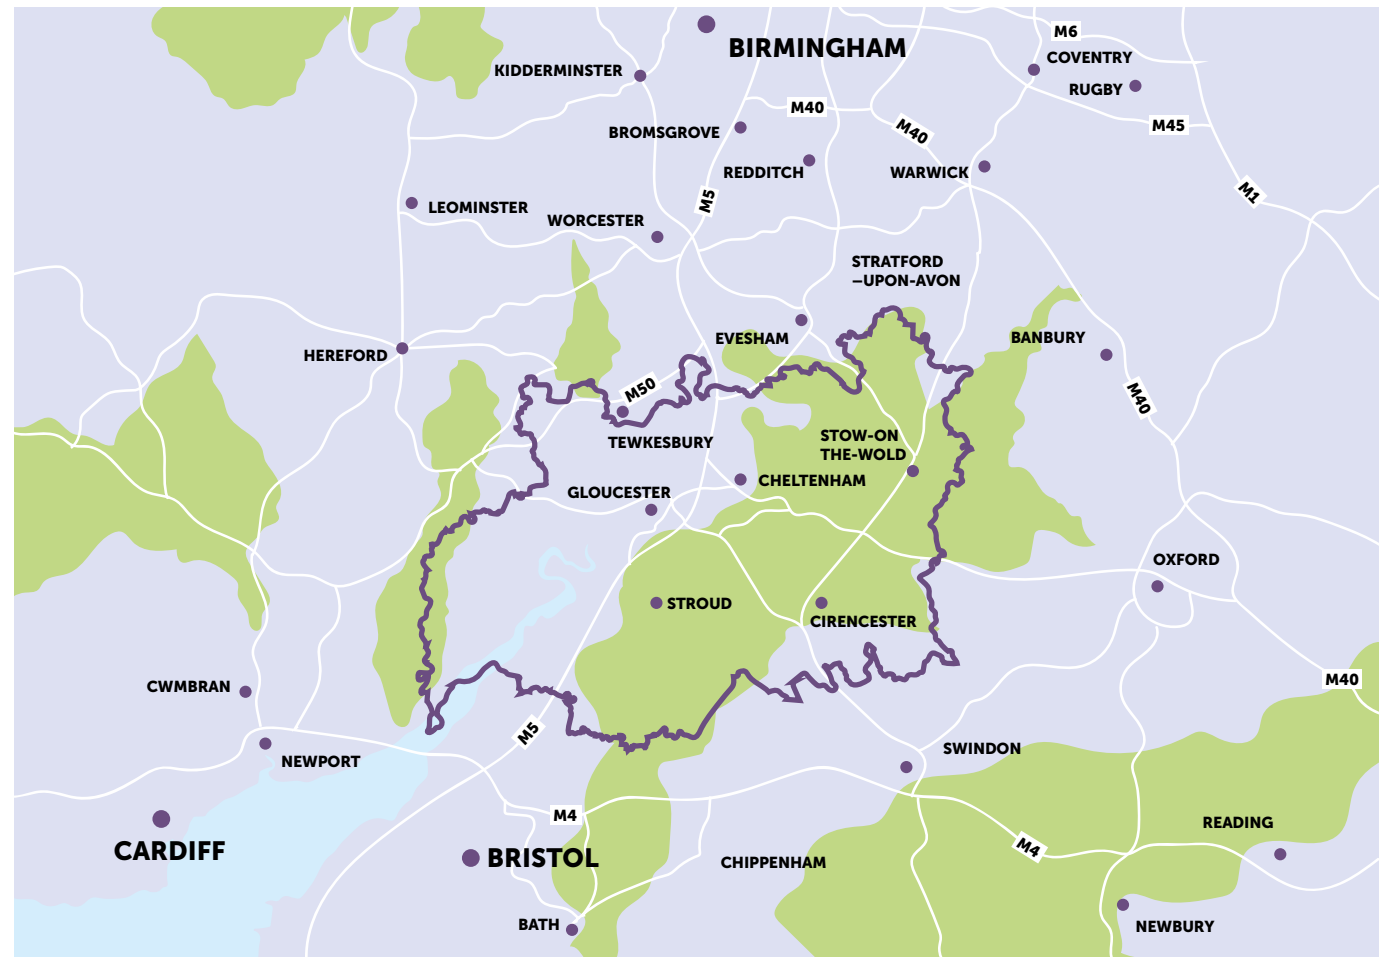 M6
BIRMINGHAM
COVENTRY
KIDDERMINSTER
RUGBY
M40
M45
BROMSGROVE
M40
REDDITCH
WARWICK
M1
M5
LEOMINSTER
WORCESTER
STRATFORD
–UPON-AVON
EVESHAM
BANBURY
HEREFORD
M50
M40
TEWKESBURY
STOW-ON
THE-WOLD
CHELTENHAM
GLOUCESTER
OXFORD
STROUD
CIRENCESTER
CWMBRAN
M40
M5
SWINDON
NEWPORT
M4
READING
CARDIFF
BRISTOL
M4
CHIPPENHAM
BATH
NEWBURY